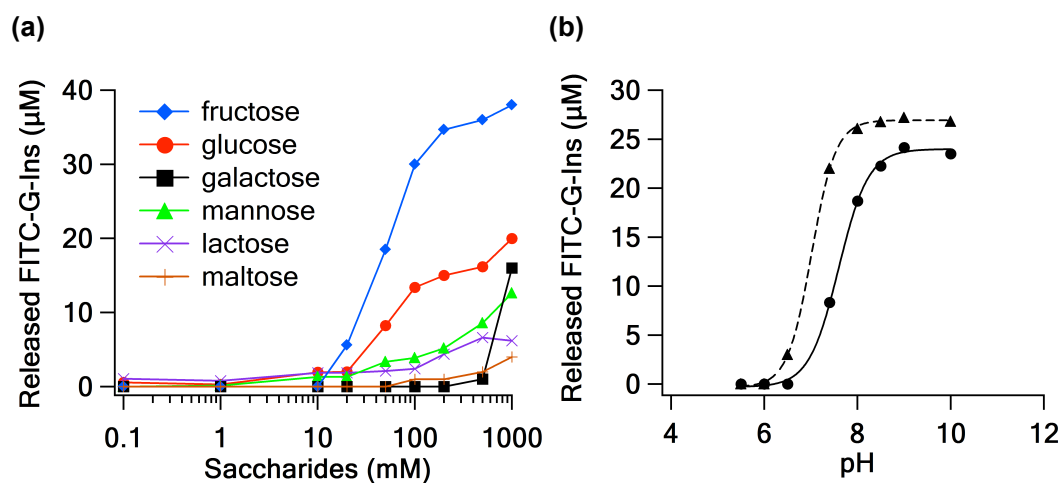 (a)
Released FITC-G-Ins (µM)
40
30
20
10
0
fructose
glucose
galactose
mannose
lactose
maltose
0.1
1
10
100
1000
Saccharides (mM)
(b)
Released FITC-G-Ins (µM)
30
25
20
15
10
5
0
4
6
8
10
12
pH